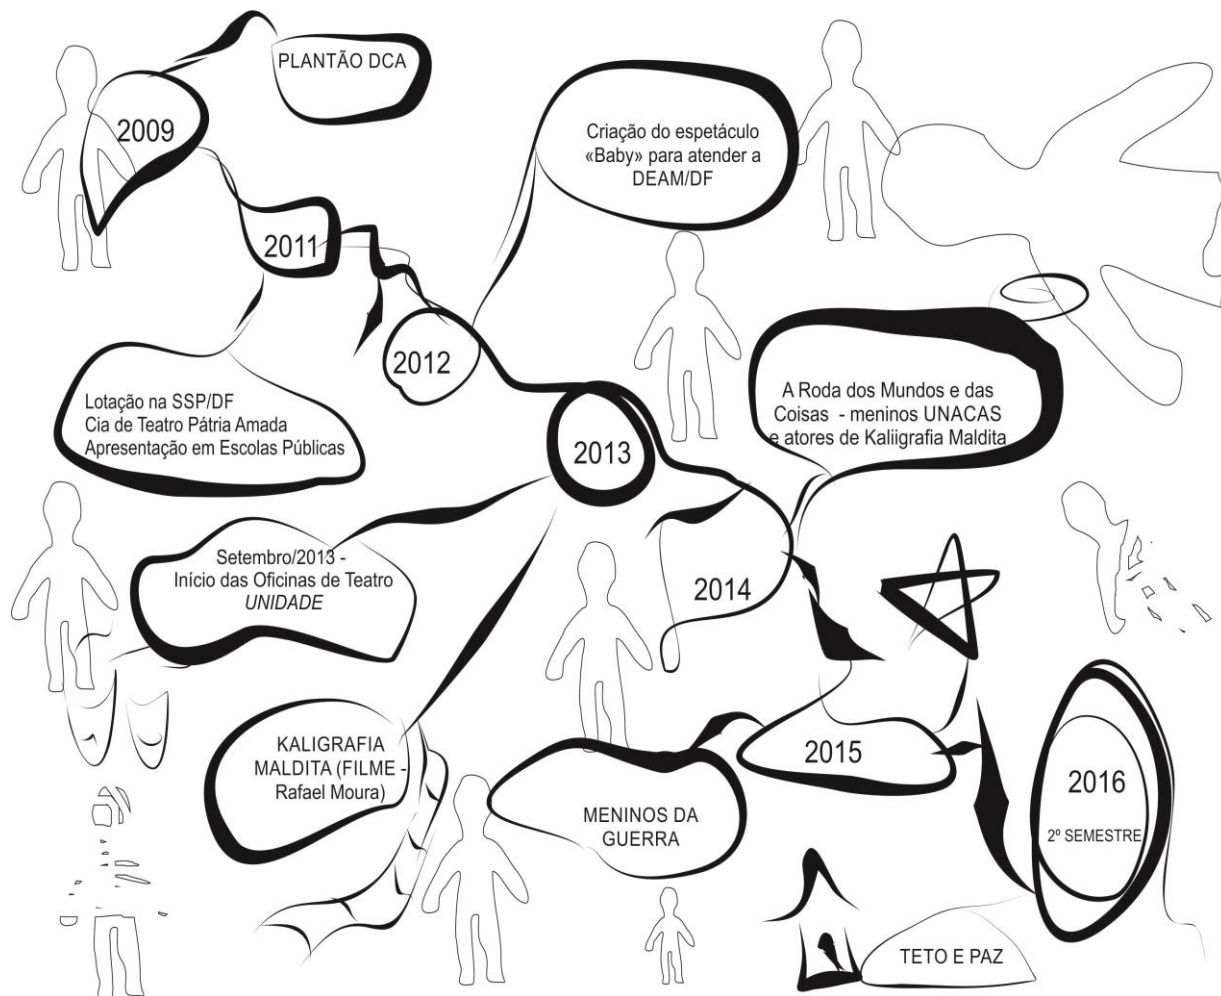 PLANTÃO DCA
2009
Criação do espetáculo
«Baby» para atender a
DEAM/DF
2011
2012
Lotação na SSP/DF
Cia de Teatro Pátria Amada
Apresentação em Escolas Públicas
A Roda dos Mundos e das
Coisas - meninos UNACAS
e atores de Kaliigrafia Maldita
2013
Setembro/2013 -
Início das Oficinas de Teatro
UNIDADE
2014
KALIGRAFIA
MALDITA (FILME -
Rafael Moura)
2015
MENINOS DA
GUERRA
2016
2º SEMESTRE
TETO E PAZ